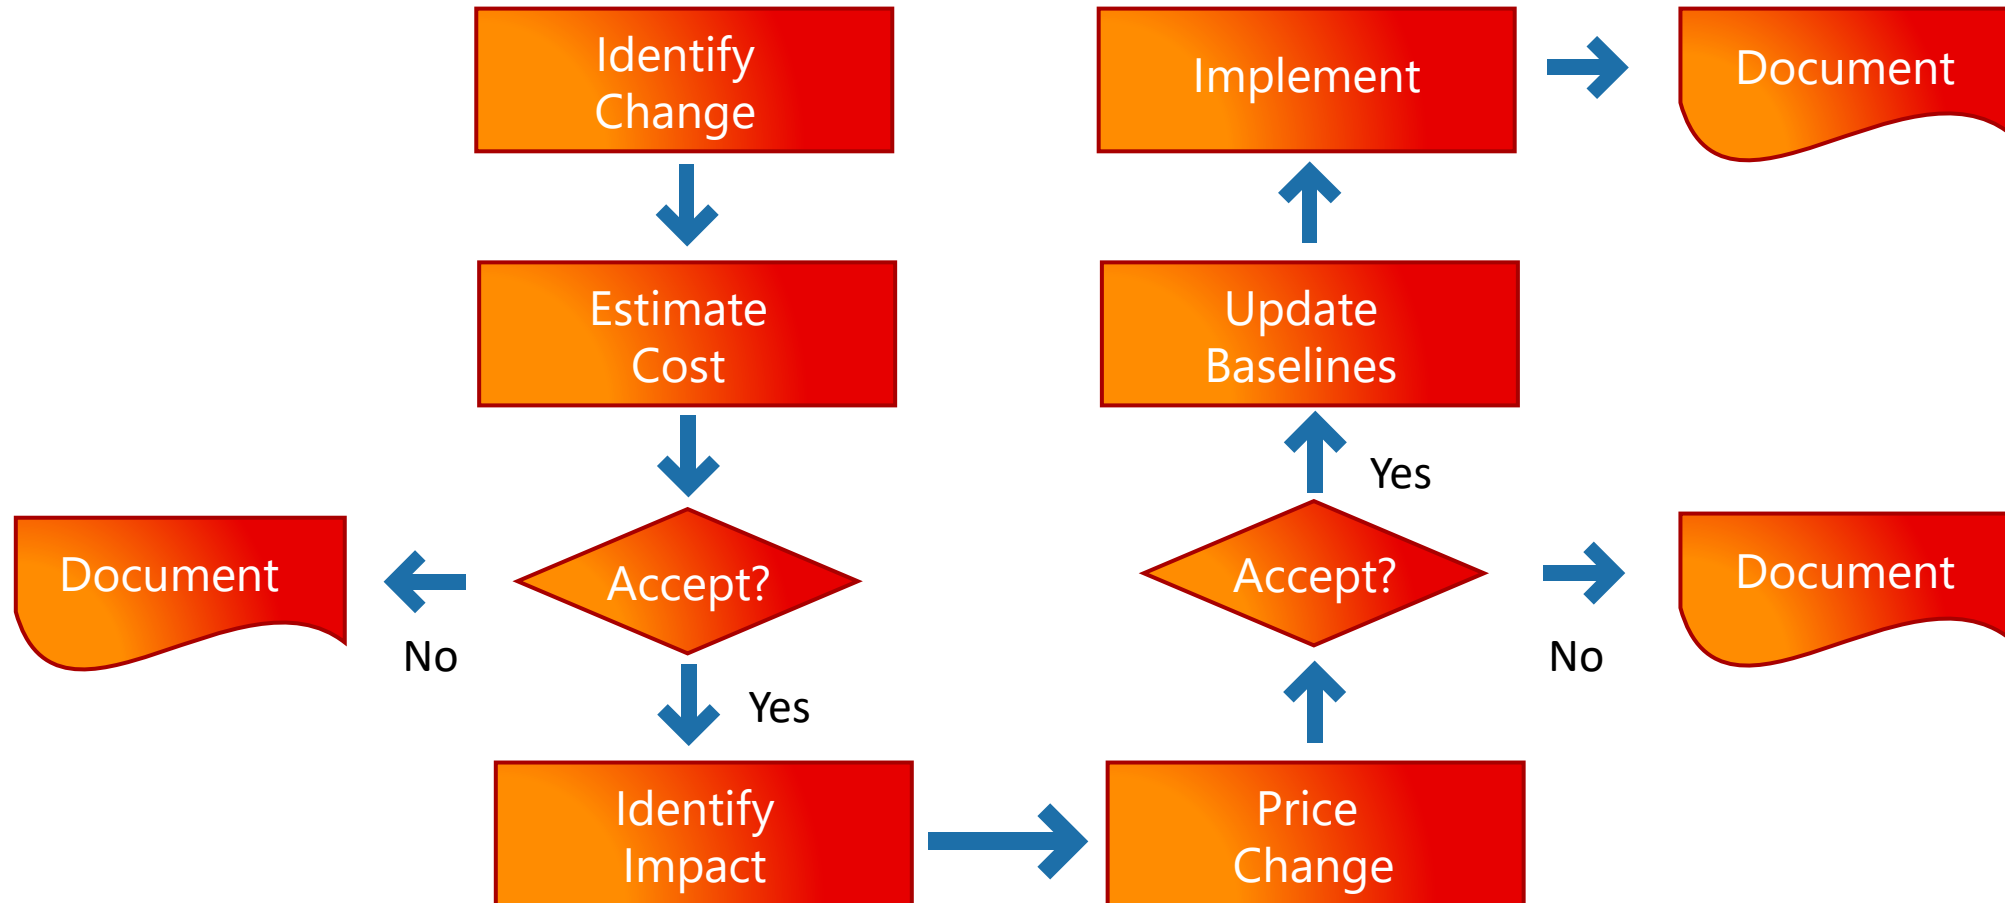 Identify
Change
Estimate
Cost
Accept?
Document
No
Yes
Identify
Impact
Price
Change
Accept?
No
Document
Yes
Update
Baselines
Implement
Document